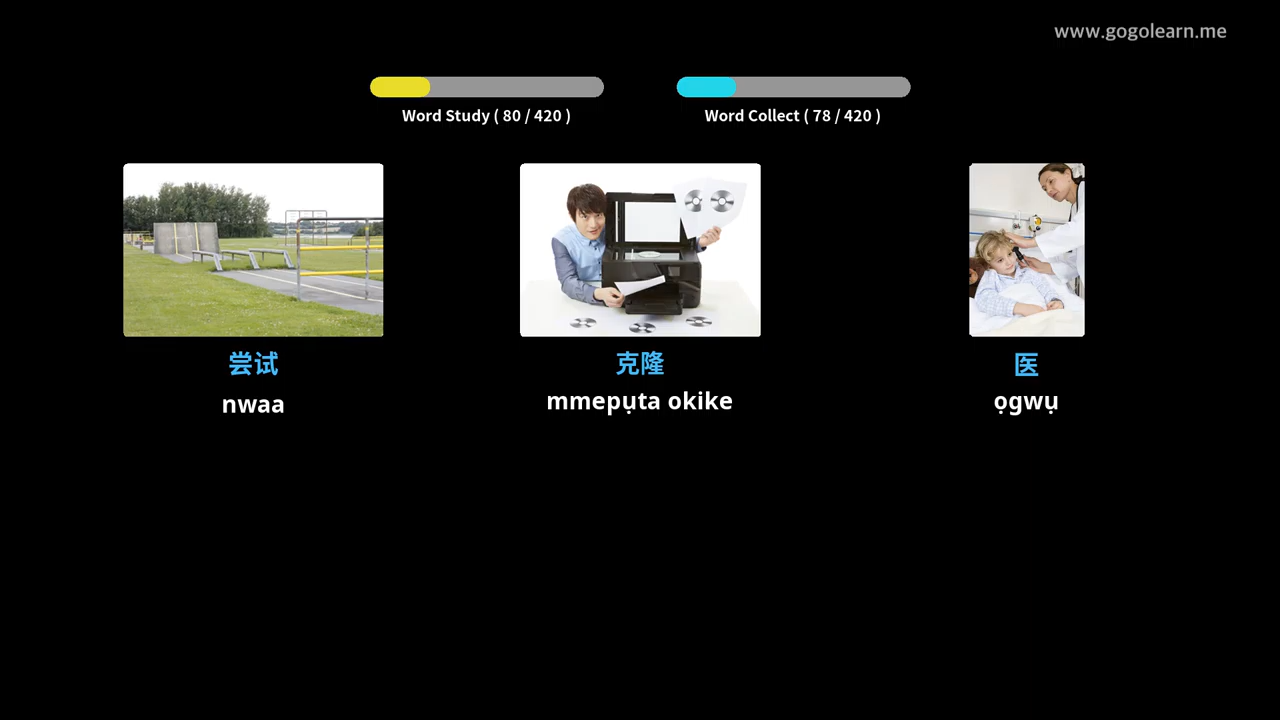 www.gogolearn.me
Word Study ( 80 / 420 )
Word Collect ( 78 / 420 )
尝试
nwaa
克隆
mmepụta okike
医
ọgwụ